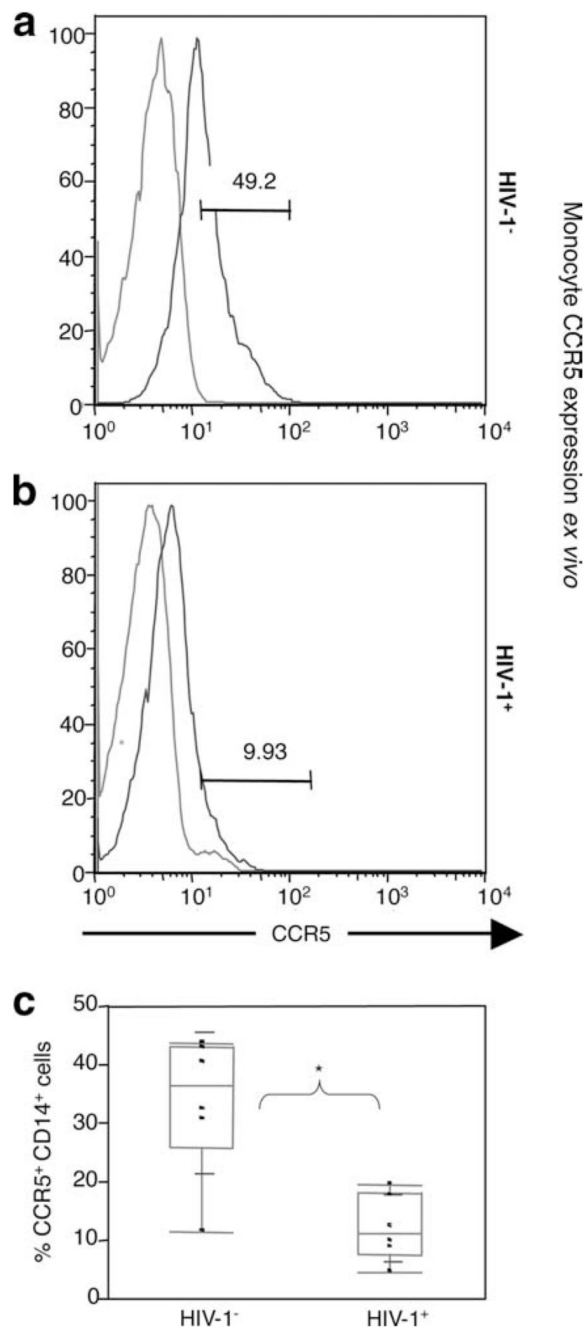 a
100
80
60
40
20
0
49.2
10⁰ 10¹ 10² 10³ 10⁴
HIV-1⁻
Monocyte CCR5 expression ex vivo
b
100
80
60
40
20
0
9.93
10⁰ 10¹ 10² 10³ 10⁴
HIV-1⁺
CCR5
c
% CCR5⁺ CD14⁺ cells
50
40
30
20
10
0
*
HIV-1⁻ HIV-1⁺